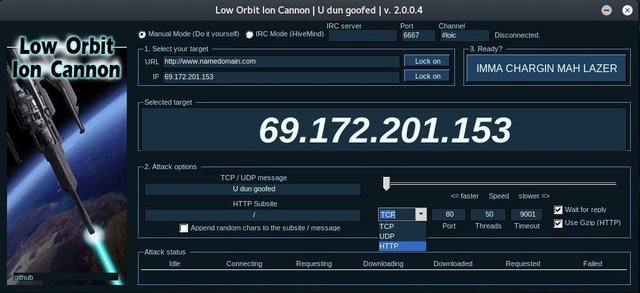 Low Orbit Ion Cannon | U dun goofed | v. 2.0.0.4
Low Orbit
Ion Cannon
github
Manual Mode (Do it yourself)
IRC Mode (HiveMind)
IRC server
Port
Channel
6667
#loic
Disconnected.
1. Select your target
URL
http://www.namedomain.com
Lock on
IP
69.172.201.153
Lock on
3. Ready?
IMMA CHARGIN MAH LAZER
Selected target
69.172.201.153
2. Attack options
TCP / UDP message
U dun goofed
HTTP Subsite
/
Append random chars to the subsite / message
<= faster Speed slower =>
TCP
80
50
9001
Wait for reply
TCP
UDP
HTTP
Port
Threads
Timeout
Use Gzip (HTTP)
Attack status
Idle Connecting Requesting Downloading Downloaded Requested Failed